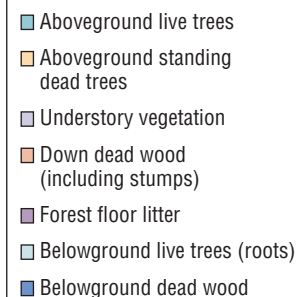 Aboveground live trees
Aboveground standing
dead trees
Understory vegetation
Down dead wood
(including stumps)
Forest floor litter
Belowground live trees (roots)
Belowground dead wood